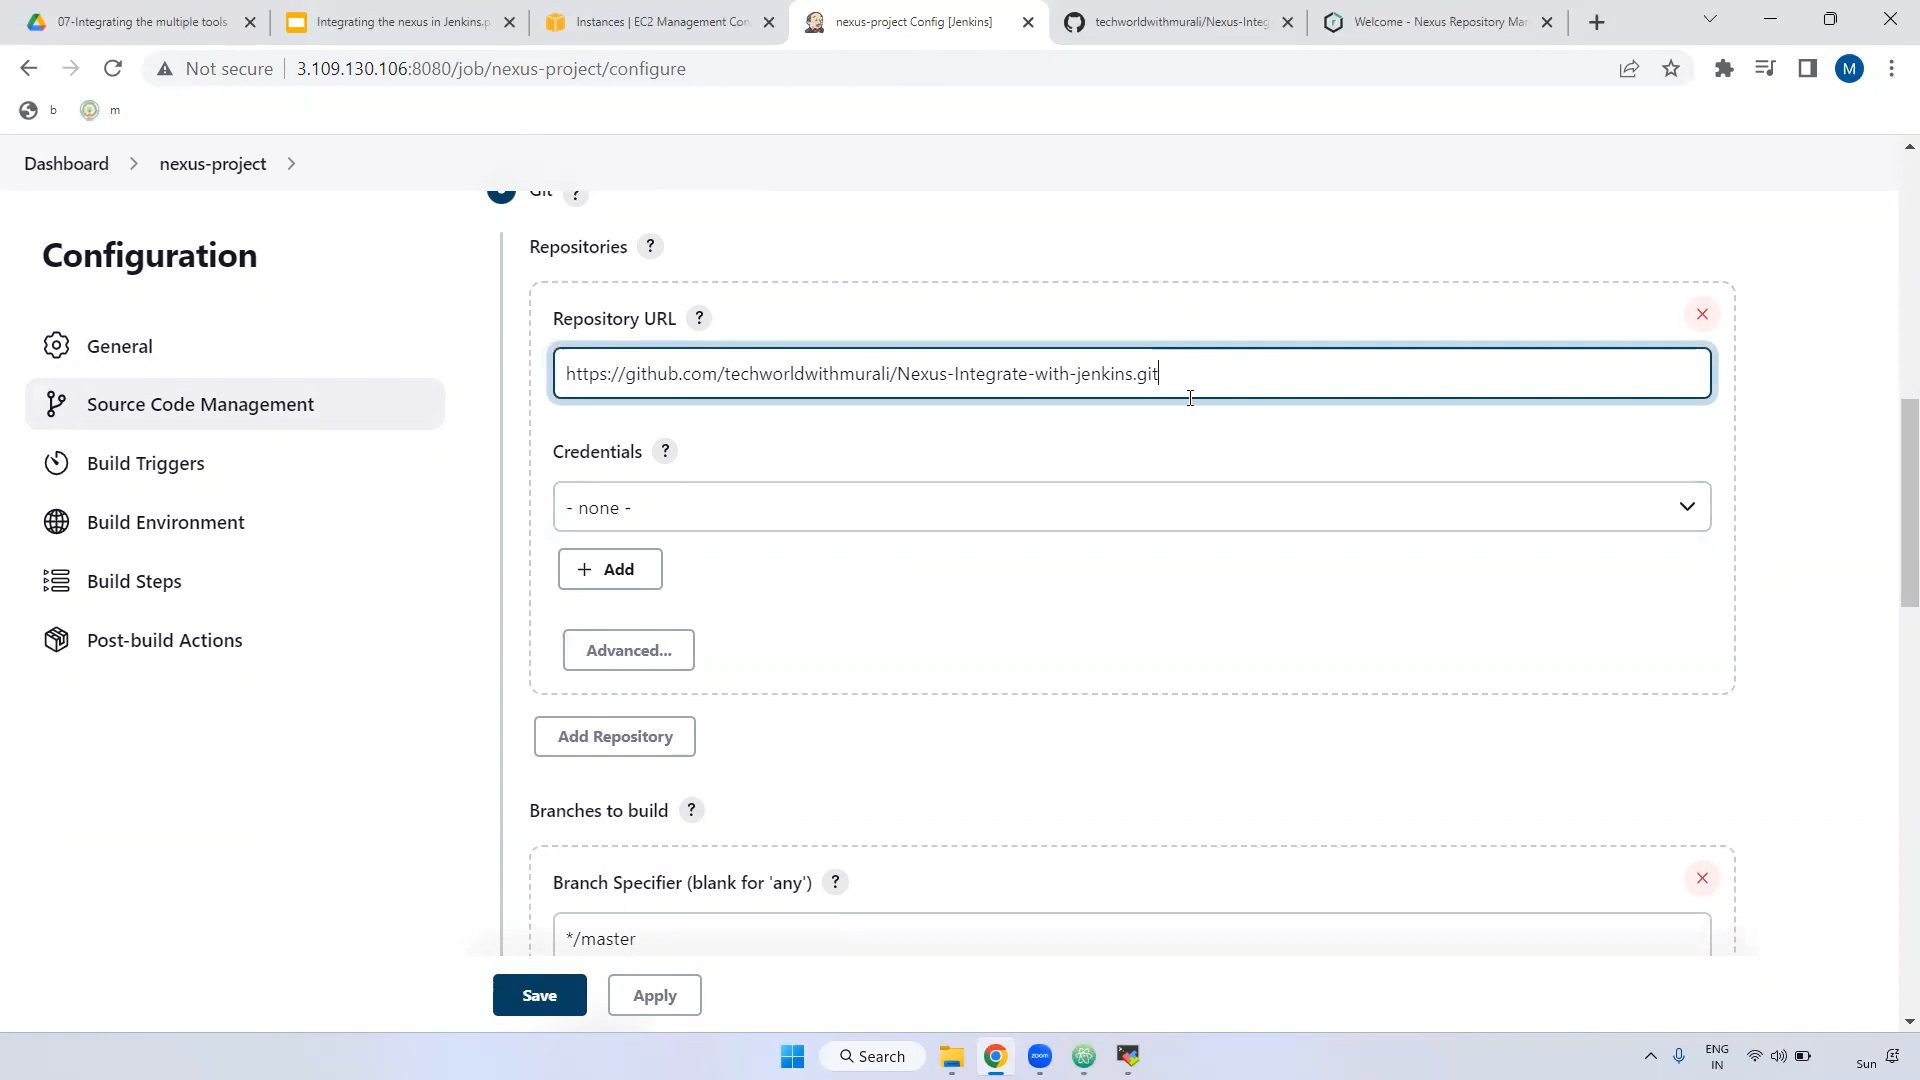 07-Integrating the multiple tools
Integrating the nexus in Jenkins.p
Instances | EC2 Management Con
nexus-project Config [Jenkins]
techworldwithmurali/Nexus-Integ
Welcome - Nexus Repository Man
Not secure
3.109.130.106:8080/job/nexus-project/configure
M
b
m
Dashboard
nexus-project
Git ?
Configuration
General
Source Code Management
Build Triggers
Build Environment
Build Steps
Post-build Actions
Repositories ?
Repository URL ?
https://github.com/techworldwithmurali/Nexus-Integrate-with-jenkins.git
Credentials ?
- none -
+ Add
Advanced...
Add Repository
Branches to build ?
Branch Specifier (blank for 'any') ?
*/master
Save
Apply
Search
zoom
ENG
IN
Sun